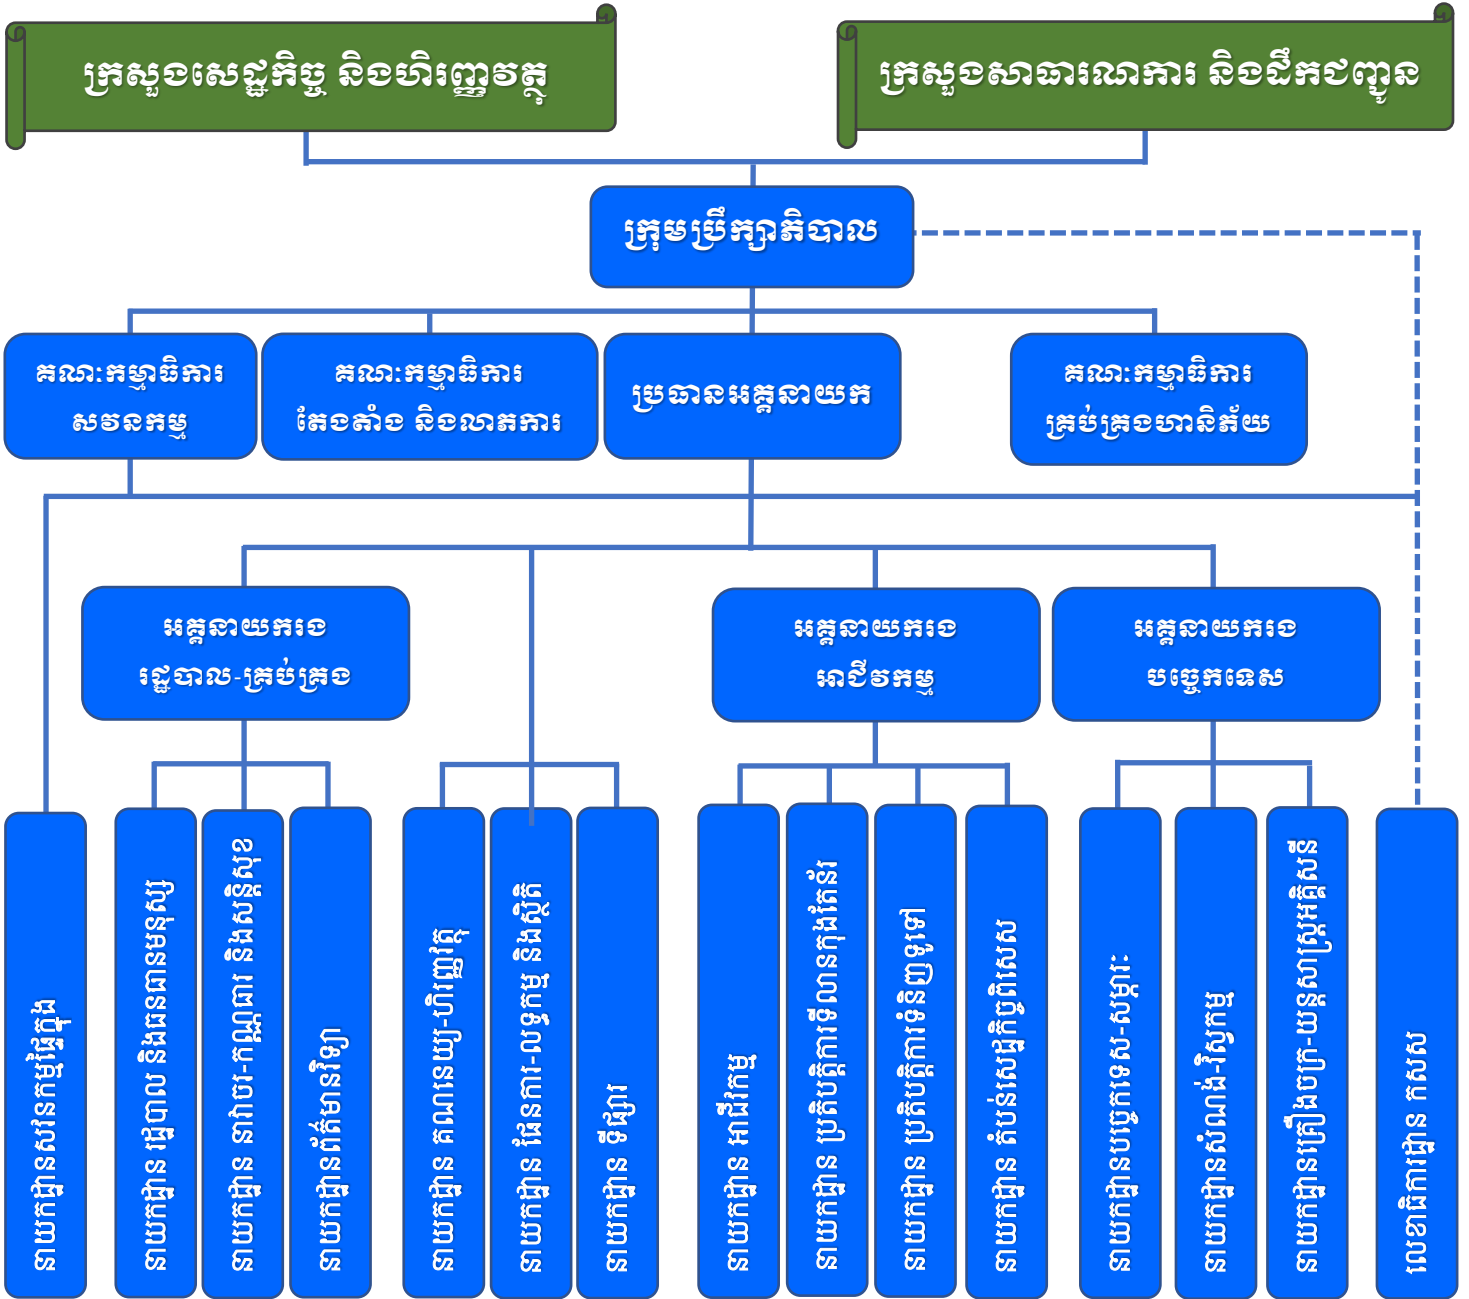 ក្រសួងសេដ្ឋកិច្ច និងហិរញ្ញវត្ថុ
ក្រសួងសាធារណការ និងដឹកជញ្ជូន
ក្រុមប្រឹក្សាភិបាល
គណៈកម្មាធិការ
សវនកម្ម
គណៈកម្មាធិការ
តែងតាំង និងលាភការ
ប្រធានអគ្គនាយក
គណៈកម្មាធិការ
គ្រប់គ្រងហានិភ័យ
អគ្គនាយករង
រដ្ឋបាល-គ្រប់គ្រង
អគ្គនាយករង
អាជីវកម្ម
អគ្គនាយករង
បច្ចេកទេស
នាយកដ្ឋានសវនកម្មផ្ទៃក្នុង
នាយកដ្ឋាន រដ្ឋបាល និងធនធានមនុស្ស
នាយកដ្ឋាន នាវាចរ-កណ្ណធារ និងសន្តិសុខ
នាយកដ្ឋានព័ត៌មានវិទ្យា
នាយកដ្ឋាន គណនេយ្យ-ហិរញ្ញវត្ថុ
នាយកដ្ឋាន ផែនការ-លទ្ធកម្ម និងស្ថិតិ
នាយកដ្ឋាន ទីផ្សារ
នាយកដ្ឋាន អាជីវកម្ម
នាយកដ្ឋាន ប្រតិបត្តិការទីលានកុងតែន័រ
នាយកដ្ឋាន ប្រតិបត្តិការទំនិញទូទៅ
នាយកដ្ឋាន តំបន់សេដ្ឋកិច្ចពិសេស
នាយកដ្ឋានបច្ចេកទេស-សម្ភារៈ
នាយកដ្ឋានសំណង់-វិស្វកម្ម
នាយកដ្ឋានគ្រឿងចក្រ-យន្តសាស្ត្រអគ្គិសនី
លេខាធិការដ្ឋាន កសស